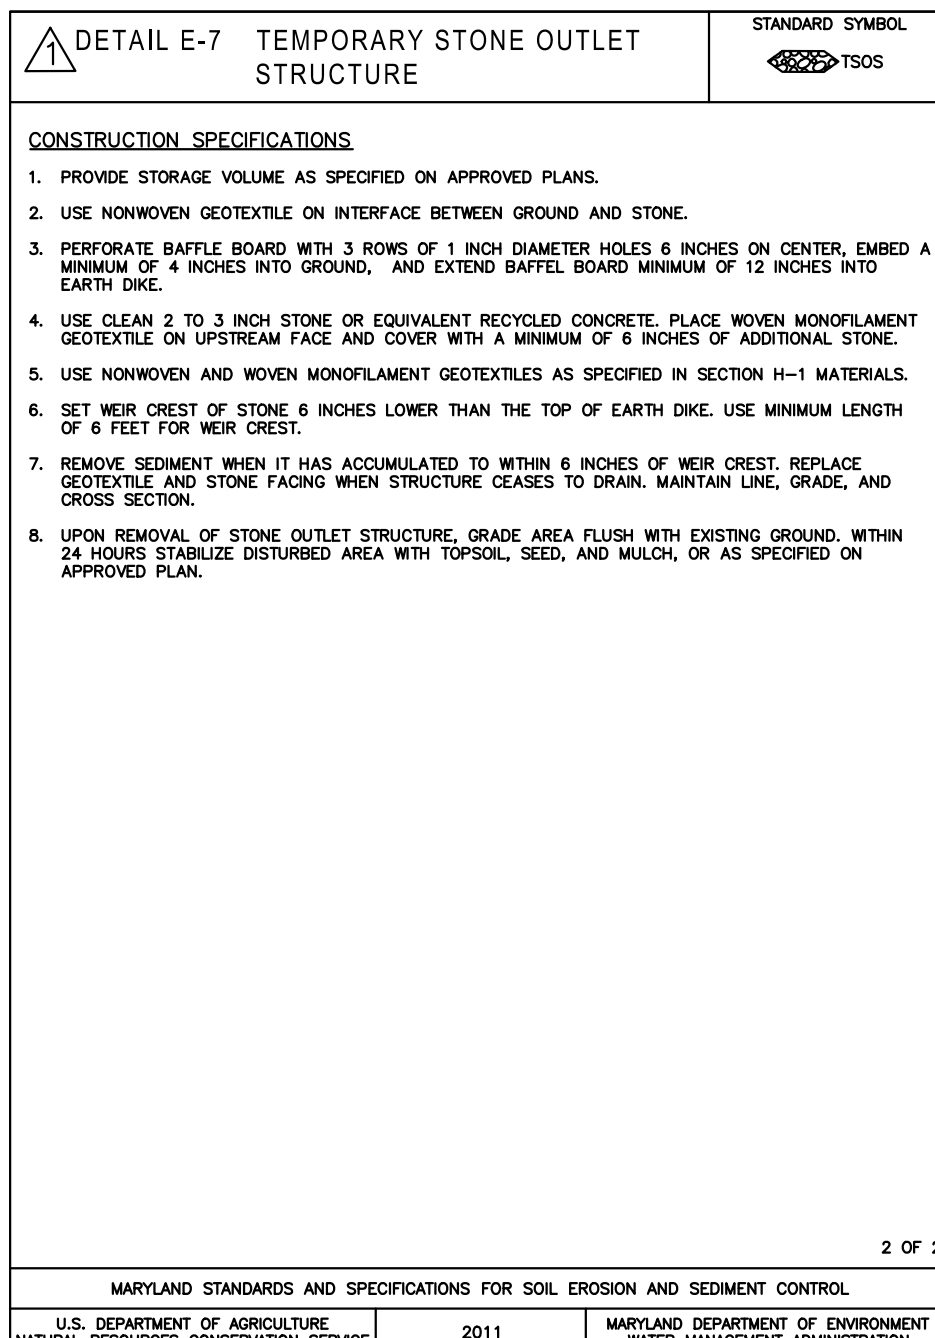 1
DETAIL E-7 TEMPORARY STONE OUTLET
STRUCTURE
STANDARD SYMBOL
TSOS
CONSTRUCTION SPECIFICATIONS
1. PROVIDE STORAGE VOLUME AS SPECIFIED ON APPROVED PLANS.
2. USE NONWOVEN GEOTEXTILE ON INTERFACE BETWEEN GROUND AND STONE.
3. PERFORATE BAFFLE BOARD WITH 3 ROWS OF 1 INCH DIAMETER HOLES 6 INCHES ON CENTER, EMBED A
MINIMUM OF 4 INCHES INTO GROUND, AND EXTEND BAFFEL BOARD MINIMUM OF 12 INCHES INTO
EARTH DIKE.
4. USE CLEAN 2 TO 3 INCH STONE OR EQUIVALENT RECYCLED CONCRETE. PLACE WOVEN MONOFILAMENT
GEOTEXTILE ON UPSTREAM FACE AND COVER WITH A MINIMUM OF 6 INCHES OF ADDITIONAL STONE.
5. USE NONWOVEN AND WOVEN MONOFILAMENT GEOTEXTILES AS SPECIFIED IN SECTION H-1 MATERIALS.
6. SET WEIR CREST OF STONE 6 INCHES LOWER THAN THE TOP OF EARTH DIKE. USE MINIMUM LENGTH
OF 6 FEET FOR WEIR CREST.
7. REMOVE SEDIMENT WHEN IT HAS ACCUMULATED TO WITHIN 6 INCHES OF WEIR CREST. REPLACE
GEOTEXTILE AND STONE FACING WHEN STRUCTURE CEASES TO DRAIN. MAINTAIN LINE, GRADE, AND
CROSS SECTION.
8. UPON REMOVAL OF STONE OUTLET STRUCTURE, GRADE AREA FLUSH WITH EXISTING GROUND. WITHIN
24 HOURS STABILIZE DISTURBED AREA WITH TOPSOIL, SEED, AND MULCH, OR AS SPECIFIED ON
APPROVED PLAN.
2 OF 2
MARYLAND STANDARDS AND SPECIFICATIONS FOR SOIL EROSION AND SEDIMENT CONTROL
U.S. DEPARTMENT OF AGRICULTURE
NATURAL RESOURCES CONSERVATION SERVICE
2011
MARYLAND DEPARTMENT OF ENVIRONMENT
WATER MANAGEMENT ADMINISTRATION